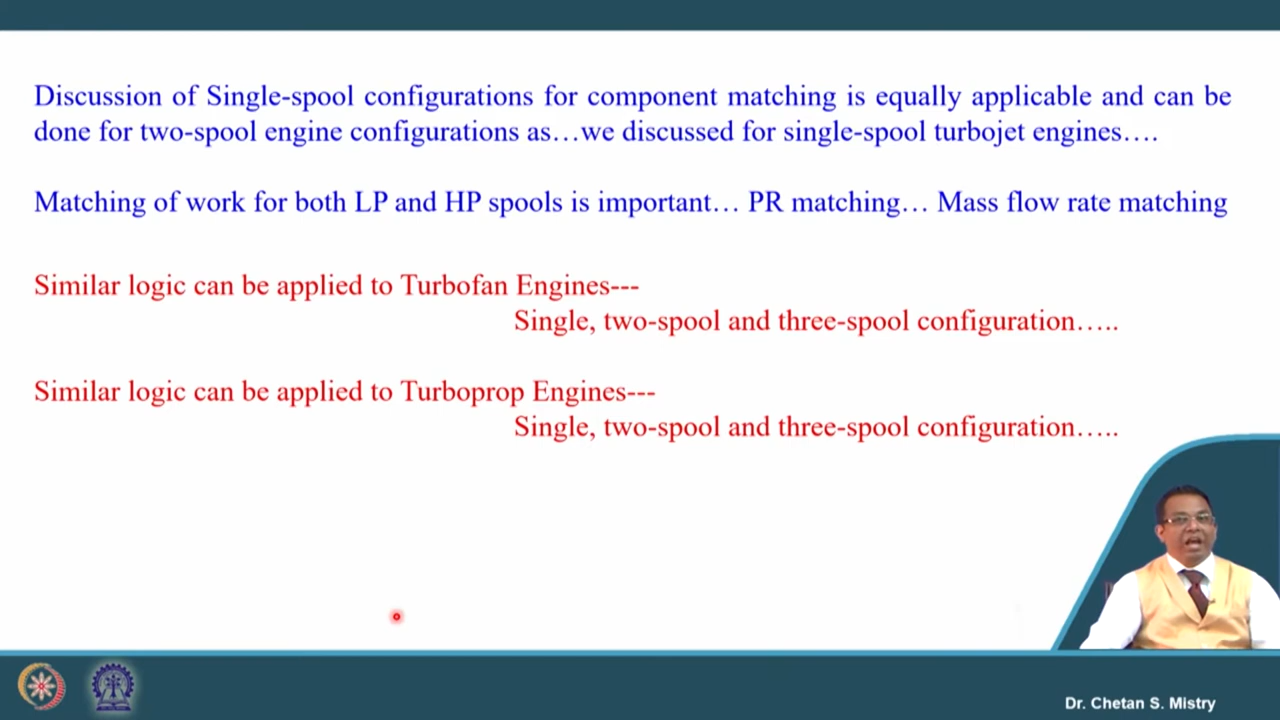 Discussion of Single-spool configurations for component matching is equally applicable and can be
done for two-spool engine configurations as…we discussed for single-spool turbojet engines….
Matching of work for both LP and HP spools is important… PR matching… Mass flow rate matching
Similar logic can be applied to Turbofan Engines---
Single, two-spool and three-spool configuration…..
Similar logic can be applied to Turboprop Engines---
Single, two-spool and three-spool configuration…..
Dr. Chetan S. Mistry